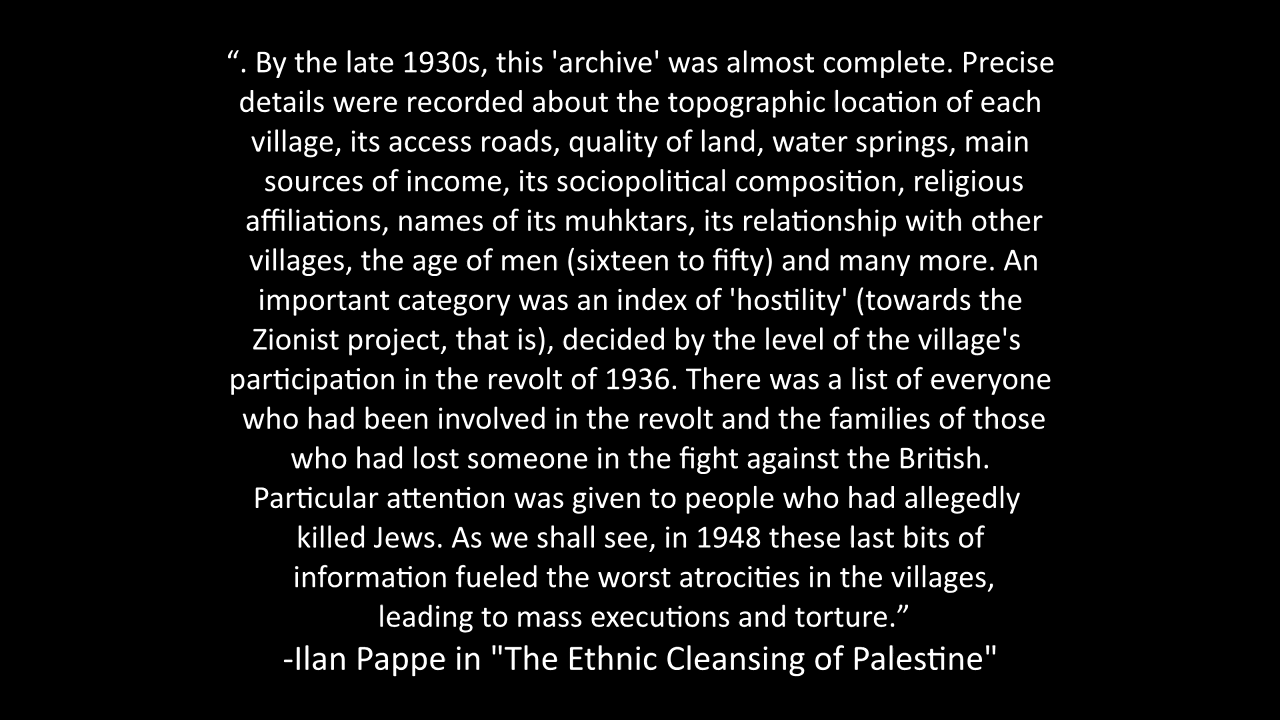 “. By the late 1930s, this 'archive' was almost complete. Precise
details were recorded about the topographic location of each
village, its access roads, quality of land, water springs, main
sources of income, its sociopolitical composition, religious
affiliations, names of its muhktars, its relationship with other
villages, the age of men (sixteen to fifty) and many more. An
important category was an index of 'hostility' (towards the
Zionist project, that is), decided by the level of the village's
participation in the revolt of 1936. There was a list of everyone
who had been involved in the revolt and the families of those
who had lost someone in the fight against the British.
Particular attention was given to people who had allegedly
killed Jews. As we shall see, in 1948 these last bits of
information fueled the worst atrocities in the villages,
leading to mass executions and torture.”
-Ilan Pappe in "The Ethnic Cleansing of Palestine"